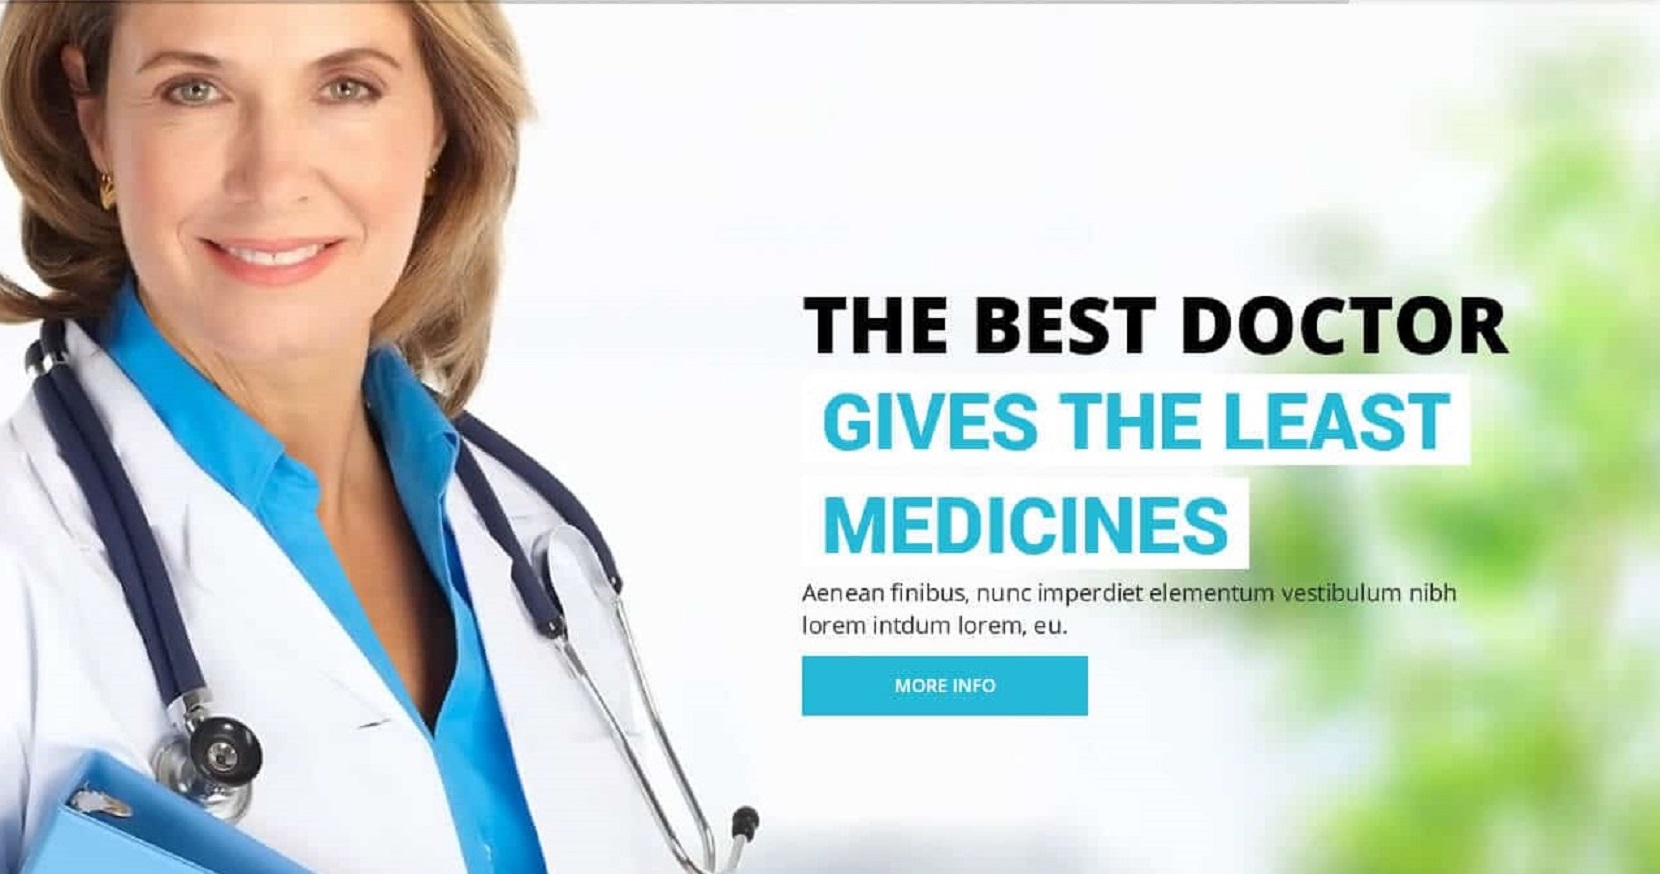 THE BEST DOCTOR
GIVES THE LEAST
MEDICINES
Aenean finibus, nunc imperdiet elementum vestibulum nibh
lorem intdum lorem, eu.
MORE INFO